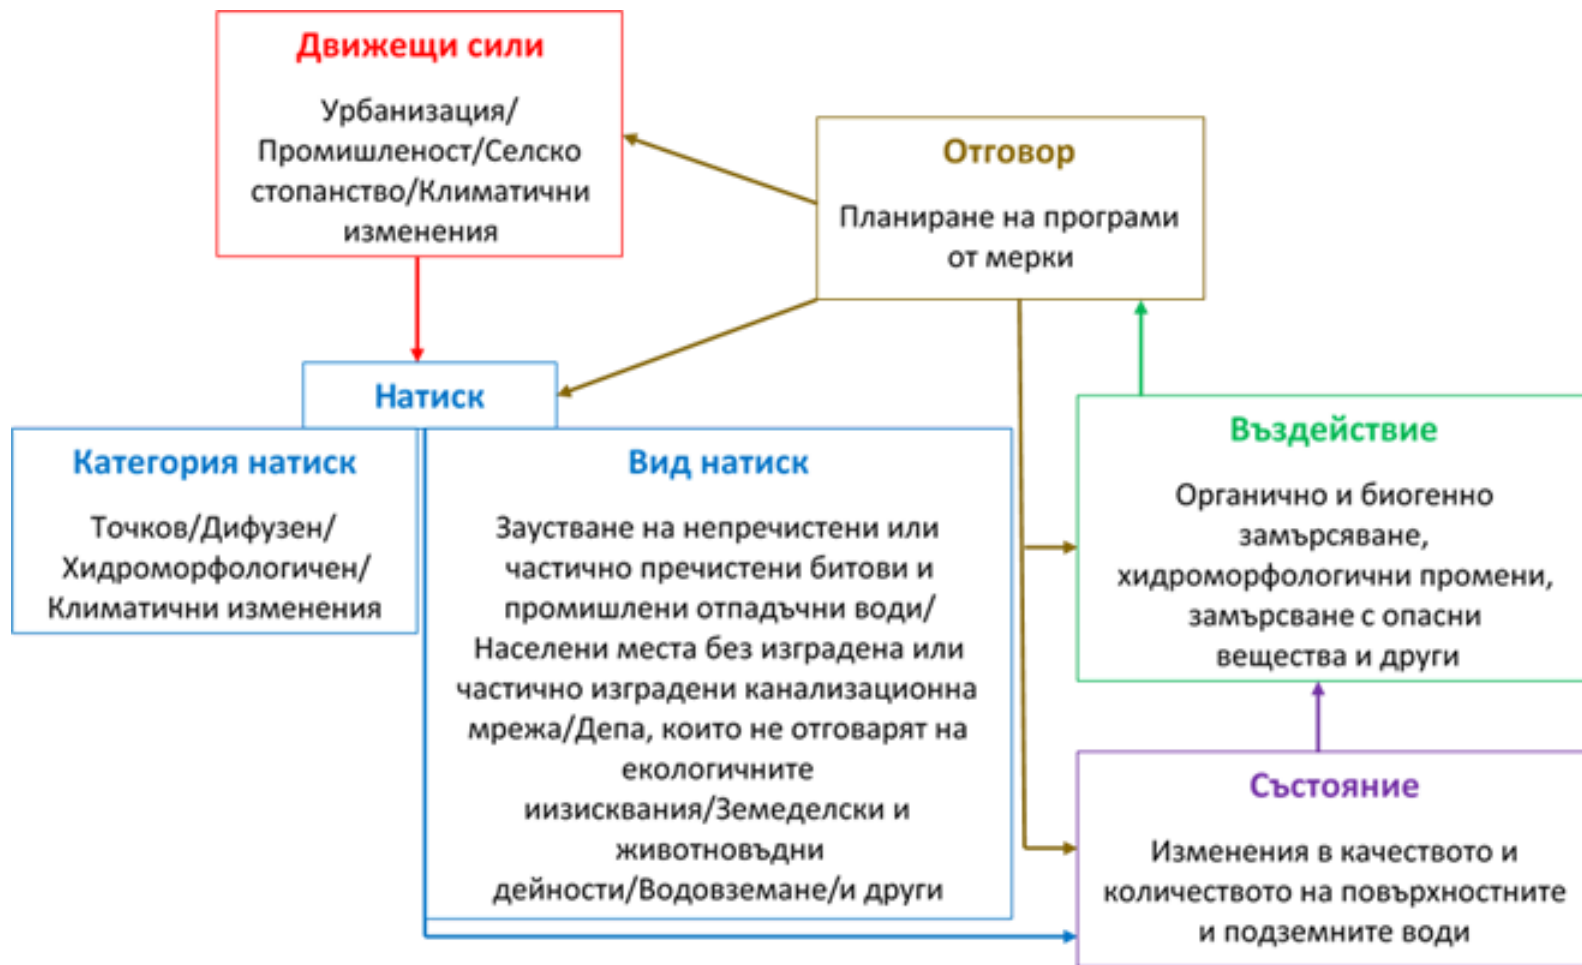 Движещи сили
Урбанизация/
Промишленост/Селско
стопанство/Климатични
изменения
Отговор
Планиране на програми
от мерки
Натиск
Категория натиск
Точков/Дифузен/
Хидроморфологичен/
Климатични изменения
Вид натиск
Заустване на непречистени или
частично пречистени битови и
промишлени отпадъчни води/
Населени места без изградена или
частично изградени канализационна
мрежа/Депа, които не отговарят на
екологичните
иизисквания/Земеделски и
животновъдни
дейности/Водовземане/и други
Въздействие
Органично и биогенно
замърсяване,
хидроморфологични промени,
замърсване с опасни
вещества и други
Състояние
Изменения в качеството и
количеството на повърхностните
и подземните води